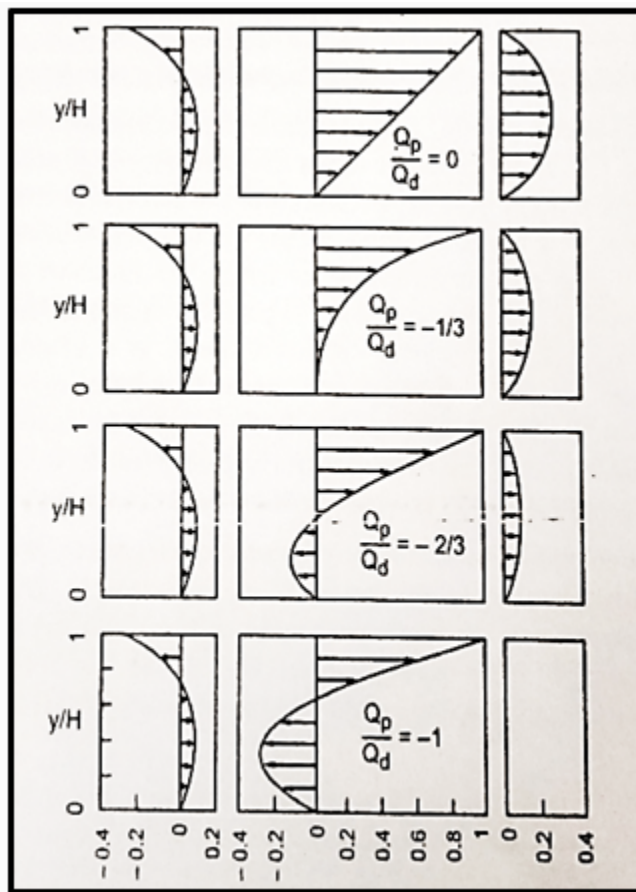 1
y/H
0
Qp/Qd = 0
1
y/H
0
Qp/Qd = -1/3
1
y/H
0
Qp/Qd = - 2/3
1
y/H
0
Qp/Qd = -1
- 0.4
- 0.2
0
0.2
- 0.4
- 0.2
0
0.2
0.4
0.6
0.8
1
0
0.2
0.4